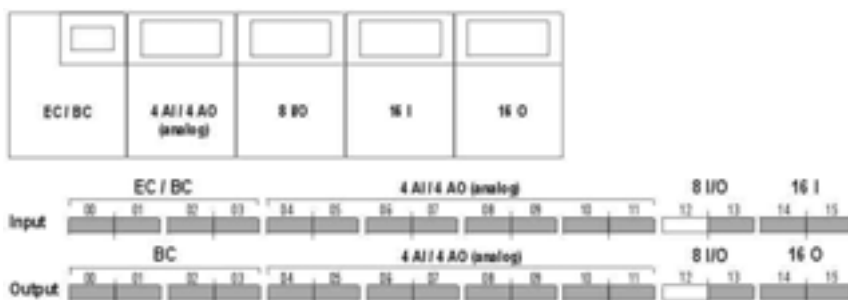 EC / BC
4 AI / 4 AO
(analog)
8 I/O
16 I
16 O
EC / BC
4 AI / 4 AO (analog)
8 I/O
16 I
Input
00 01 02 03 04 05 06 07 08 09 10 11 12 13 14 15
BC
4 AI / 4 AO (analog)
8 I/O
16 O
Output
00 01 02 03 04 05 06 07 08 09 10 11 12 13 14 15